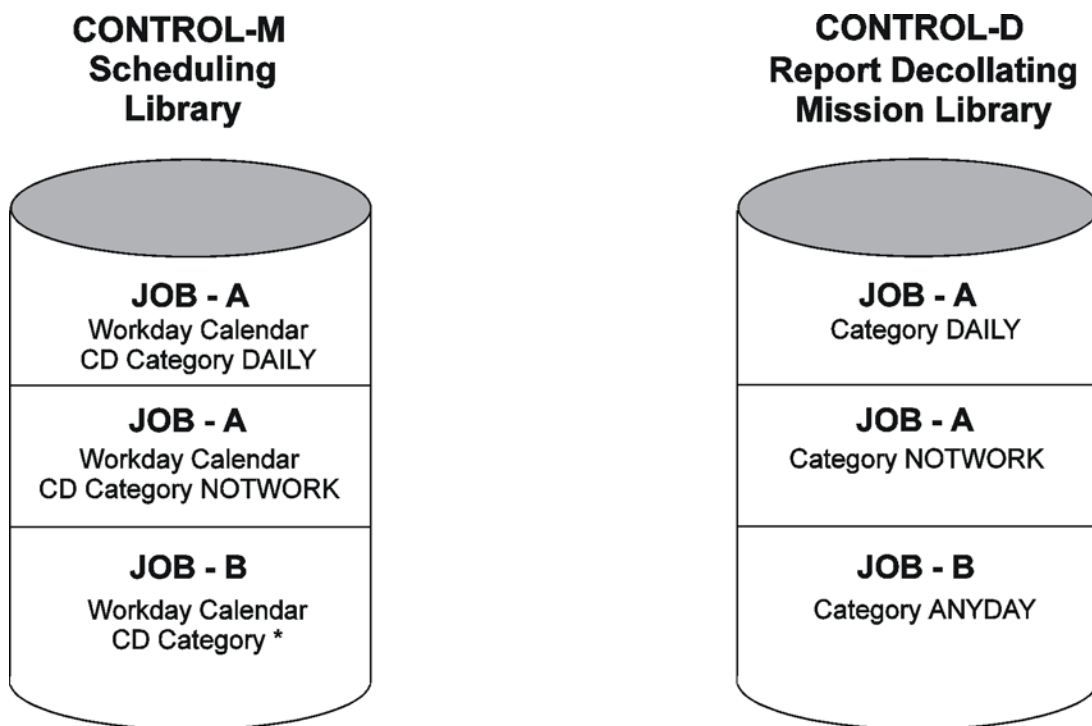 CONTROL-M
Scheduling
Library
JOB - A
Workday Calendar
CD Category DAILY
JOB - A
Workday Calendar
CD Category NOTWORK
JOB - B
Workday Calendar
CD Category *
CONTROL-D
Report Decollating
Mission Library
JOB - A
Category DAILY
JOB - A
Category NOTWORK
JOB - B
Category ANYDAY